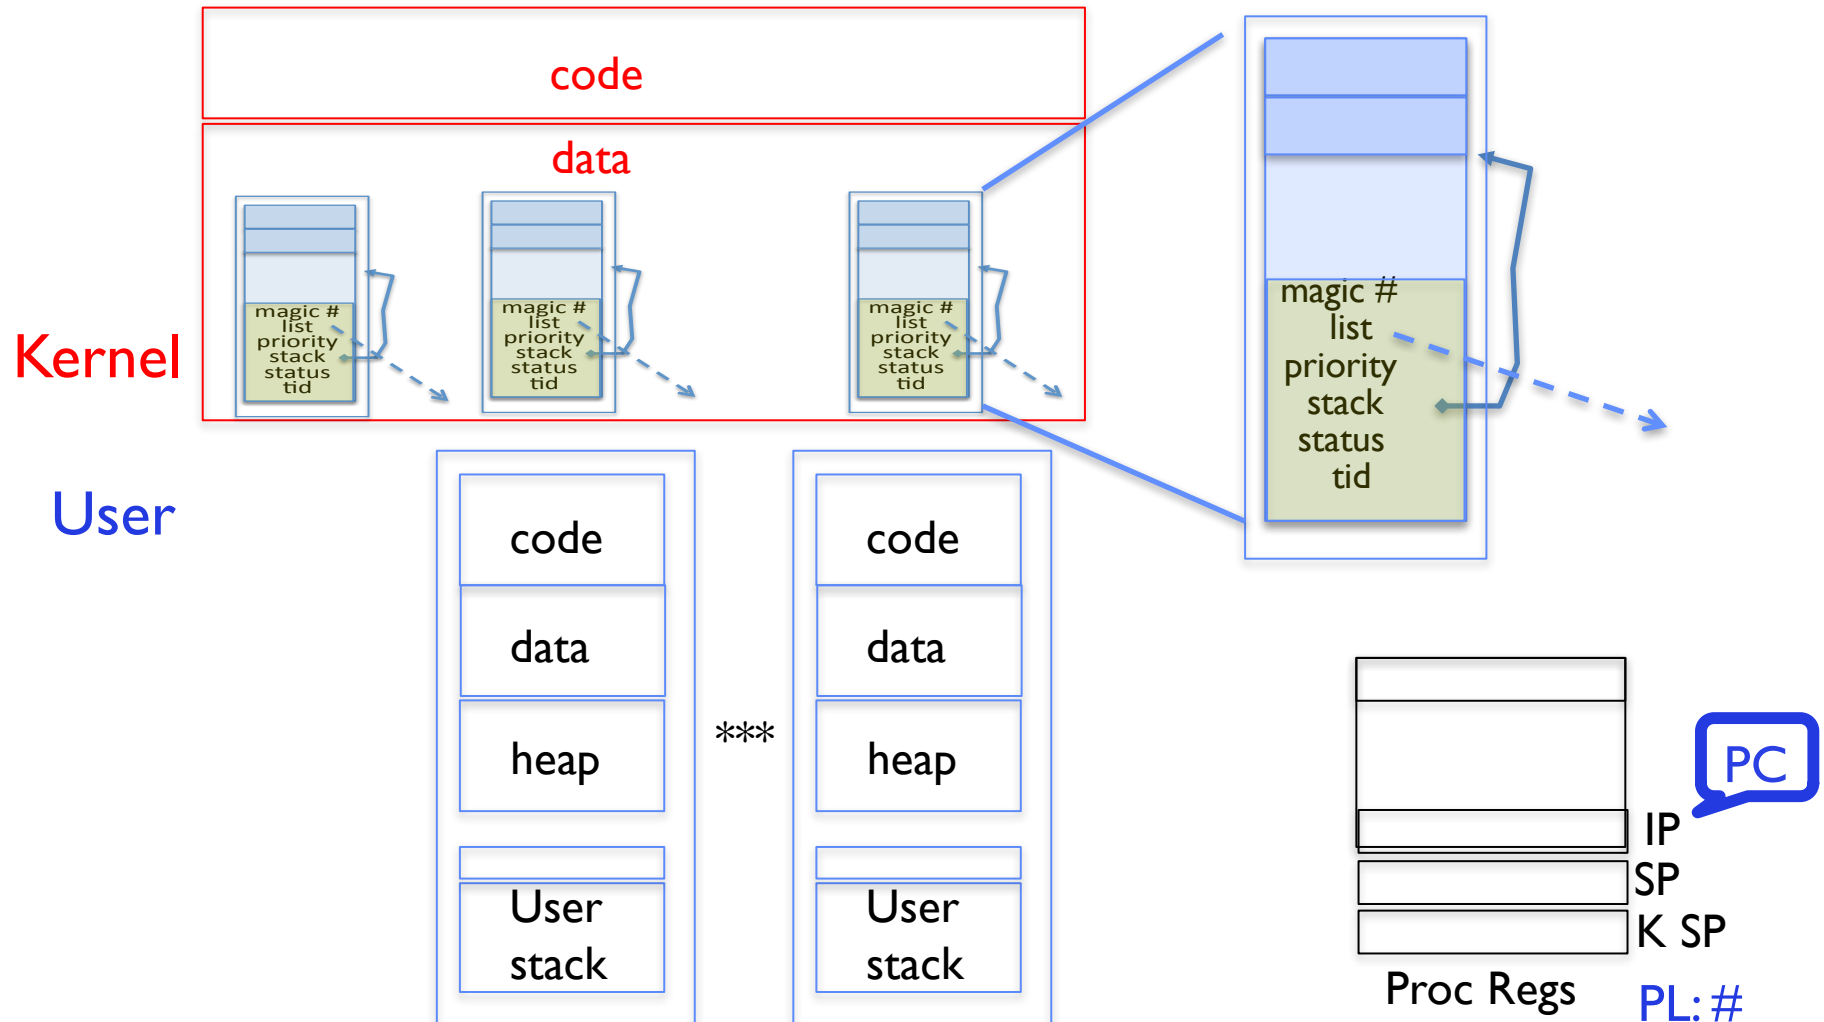 code
data
magic #
list
priority
stack
status
tid
magic #
list
priority
stack
status
tid
magic #
list
priority
stack
status
tid
magic #
list
priority
stack
status
tid
Kernel
User
code
data
heap
User
stack
***
code
data
heap
User
stack
PC
IP
SP
K SP
Proc Regs
PL: #